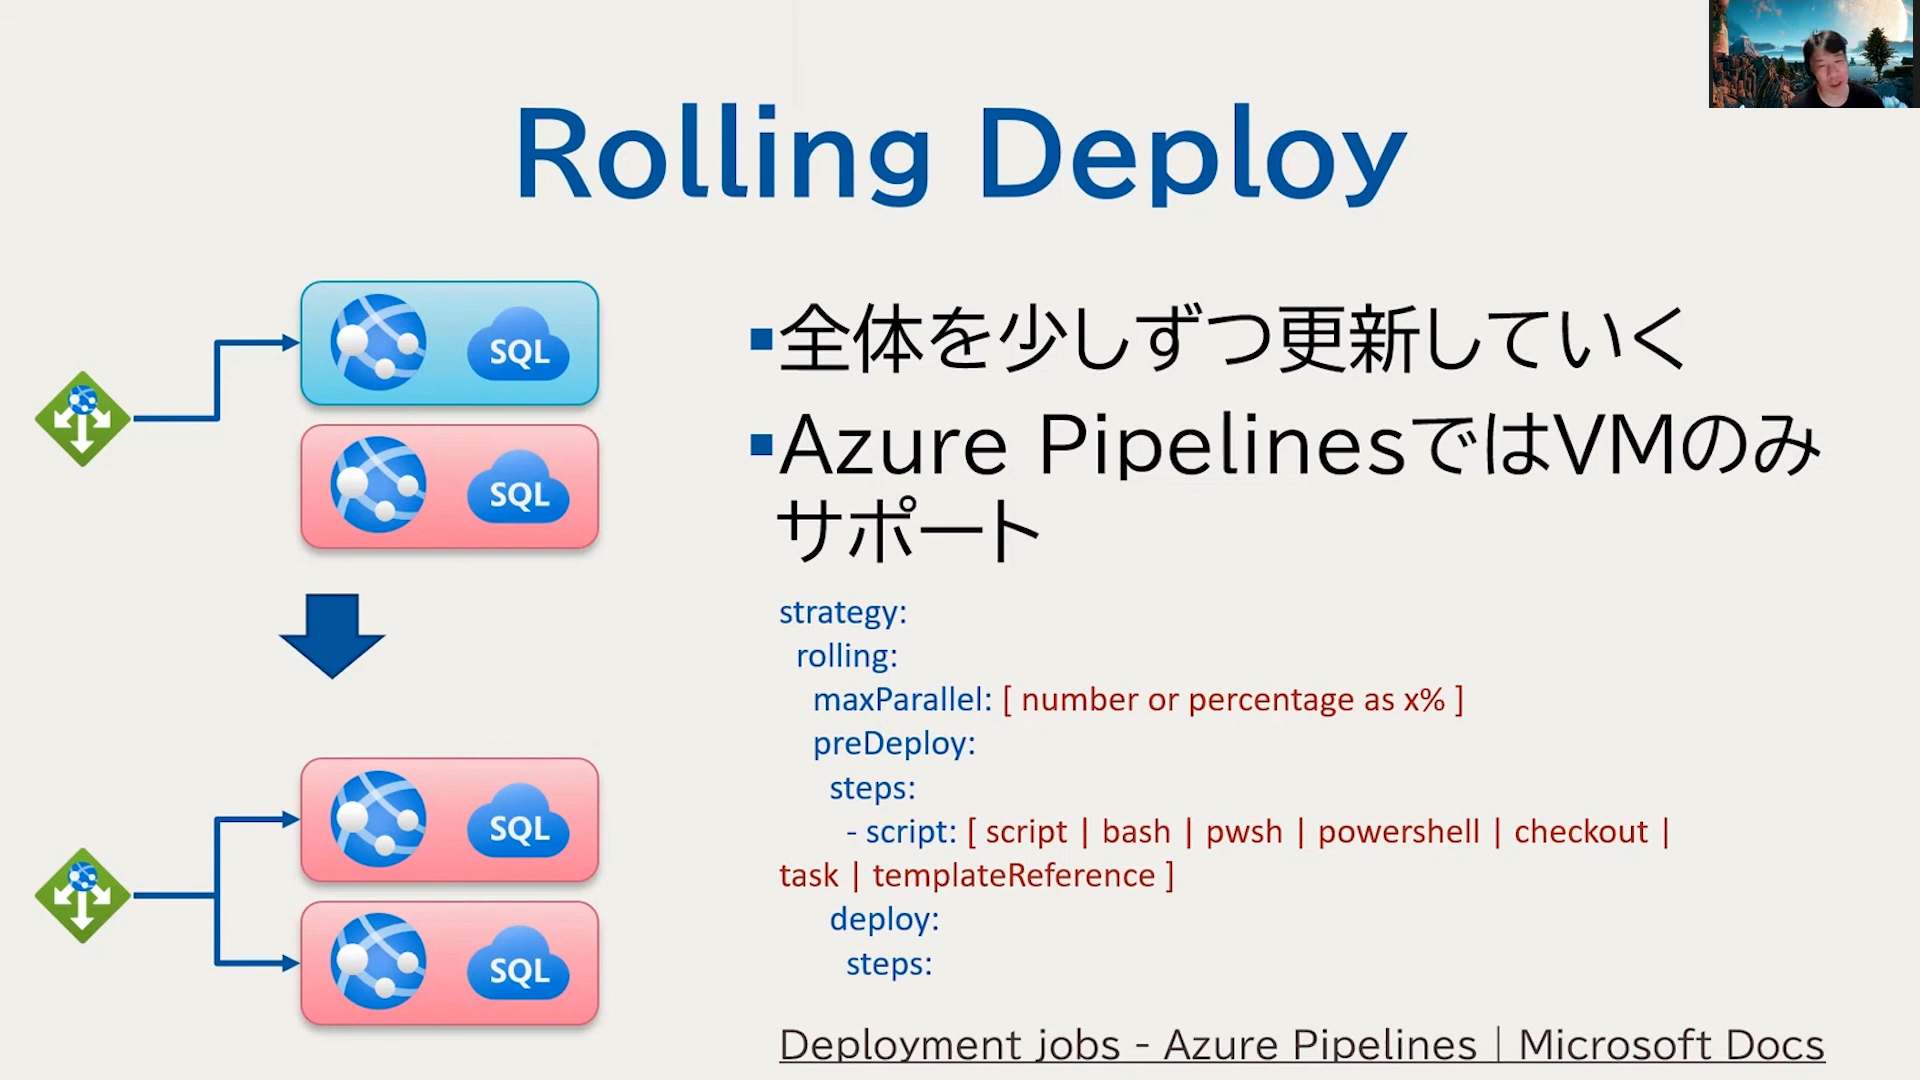 Rolling Deploy
SQL
SQL
SQL
SQL
▪全体を少しずつ更新していく
▪Azure PipelinesではVMのみ
サポート
strategy:
rolling:
maxParallel: [ number or percentage as x% ]
preDeploy:
steps:
- script: [ script | bash | pwsh | powershell | checkout |
task | templateReference ]
deploy:
steps:
Deployment jobs - Azure Pipelines | Microsoft Docs